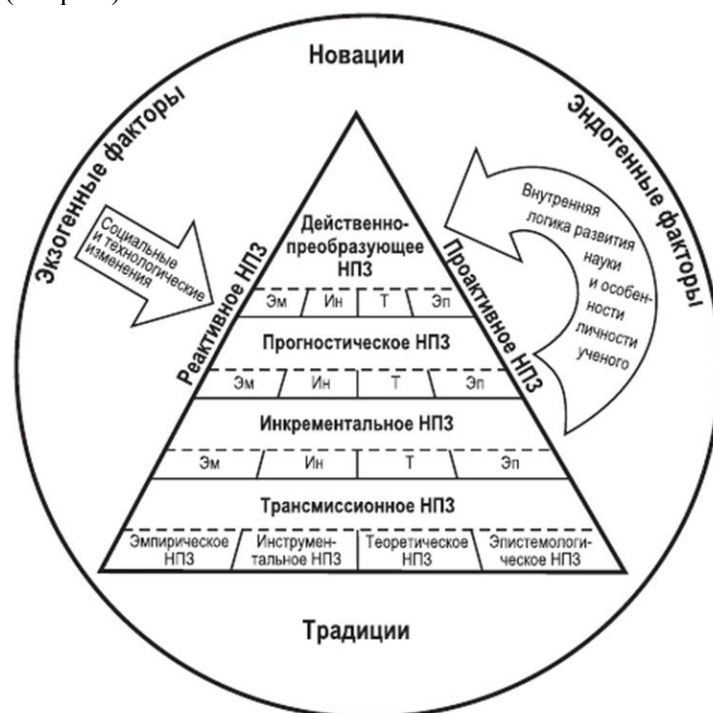 Новации
Экзогенные факторы
Эндогенные факторы
Социальные
и технологические
изменения
Внутренняя
логика развития
науки
и особен-
ности
личности
ученого
Реактивное НПЗ
Проактивное НПЗ
Действенно-
преобразующее
НПЗ
Эм Ин Т Эп
Прогностическое НПЗ
Эм Ин Т Эп
Инкрементальное НПЗ
Эм Ин Т Эп
Трансмиссионное НПЗ
Эмпирическое
НПЗ
Инструмен-
тальное НПЗ
Теоретическое
НПЗ
Эпистемологи-
ческое НПЗ
Традиции